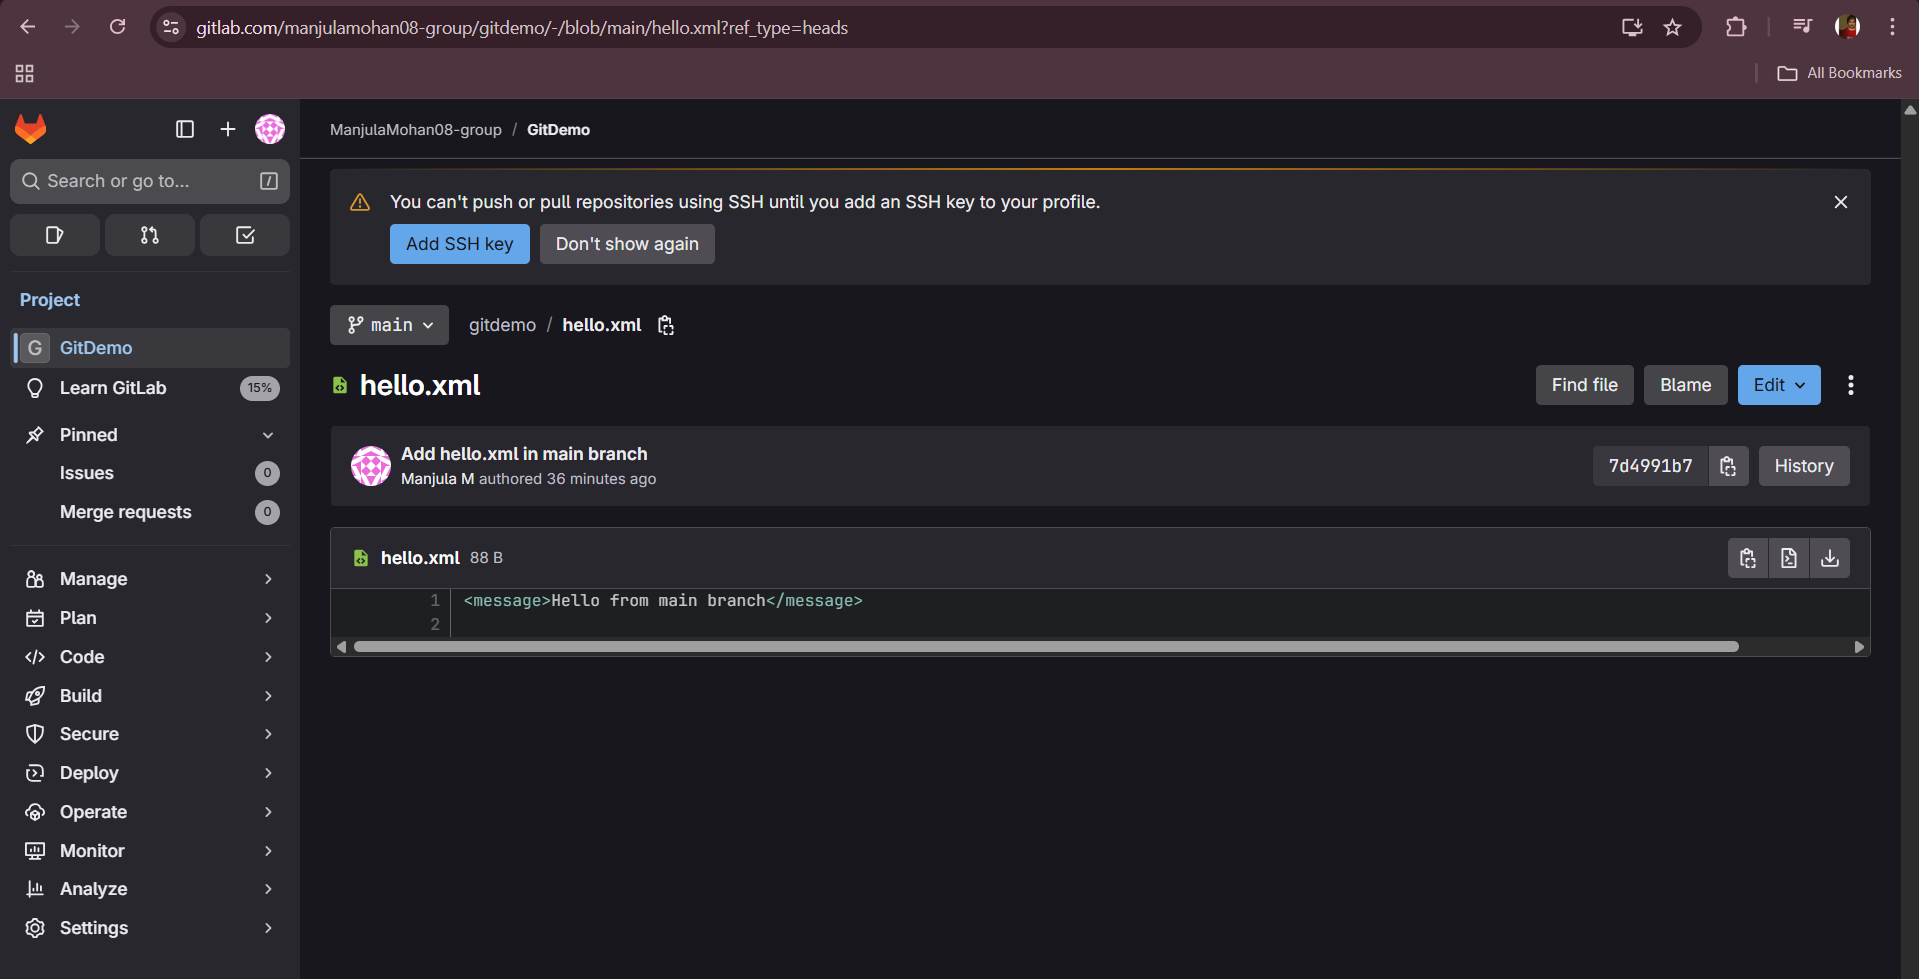 gitlab.com/manjulamohan08-group/gitdemo/-/blob/main/hello.xml?ref_type=heads
All Bookmarks
Search or go to...
/
Project
G GitDemo
Learn GitLab 15%
Pinned
Issues 0
Merge requests 0
Manage
Plan
Code
Build
Secure
Deploy
Operate
Monitor
Analyze
Settings
ManjulaMohan08-group / GitDemo
You can't push or pull repositories using SSH until you add an SSH key to your profile.
Add SSH key Don't show again
main gitdemo / hello.xml
hello.xml Find file Blame Edit
Add hello.xml in main branch
Manjula M authored 36 minutes ago
7d4991b7 History
hello.xml 88 B
1 <message>Hello from main branch</message>
2